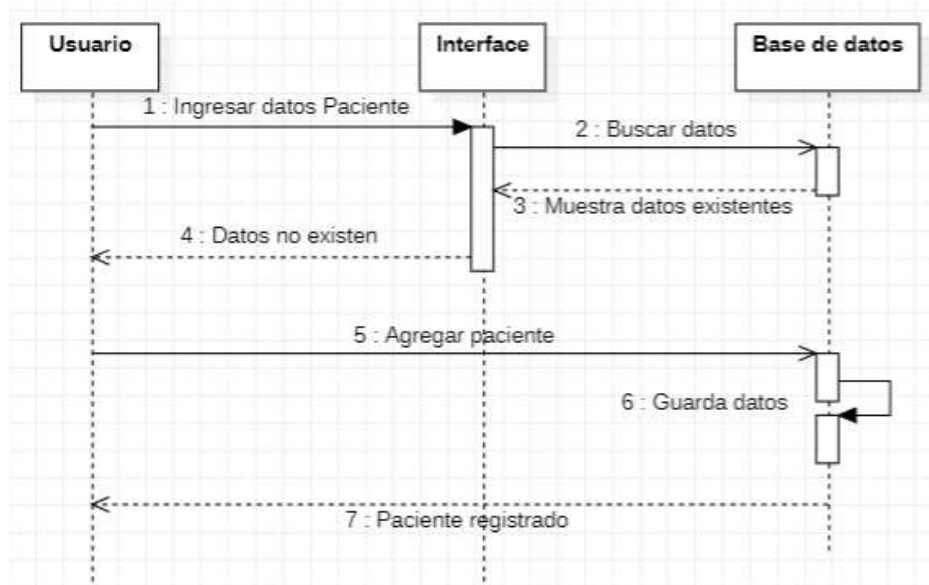 Usuario
Interface
Base de datos
1 : Ingresar datos Paciente
2 : Buscar datos
3 : Muestra datos existentes
4 : Datos no existen
5 : Agregar paciente
6 : Guarda datos
7 : Paciente registrado